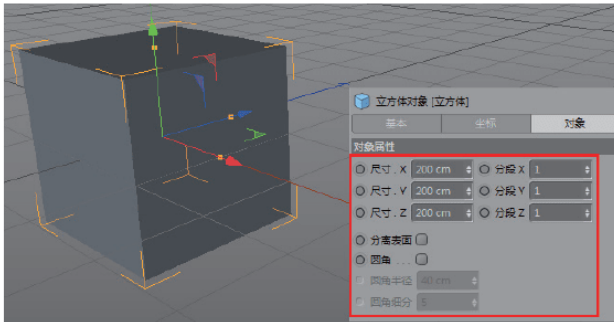 立方体对象 [立方体]
基本 坐标 对象
对象属性
尺寸 . X 200 cm 分段 X 1
尺寸 . Y 200 cm 分段 Y 1
尺寸 . Z 200 cm 分段 Z 1
分离表面
圆角 . . .
圆角半径 40 cm
圆角细分 5